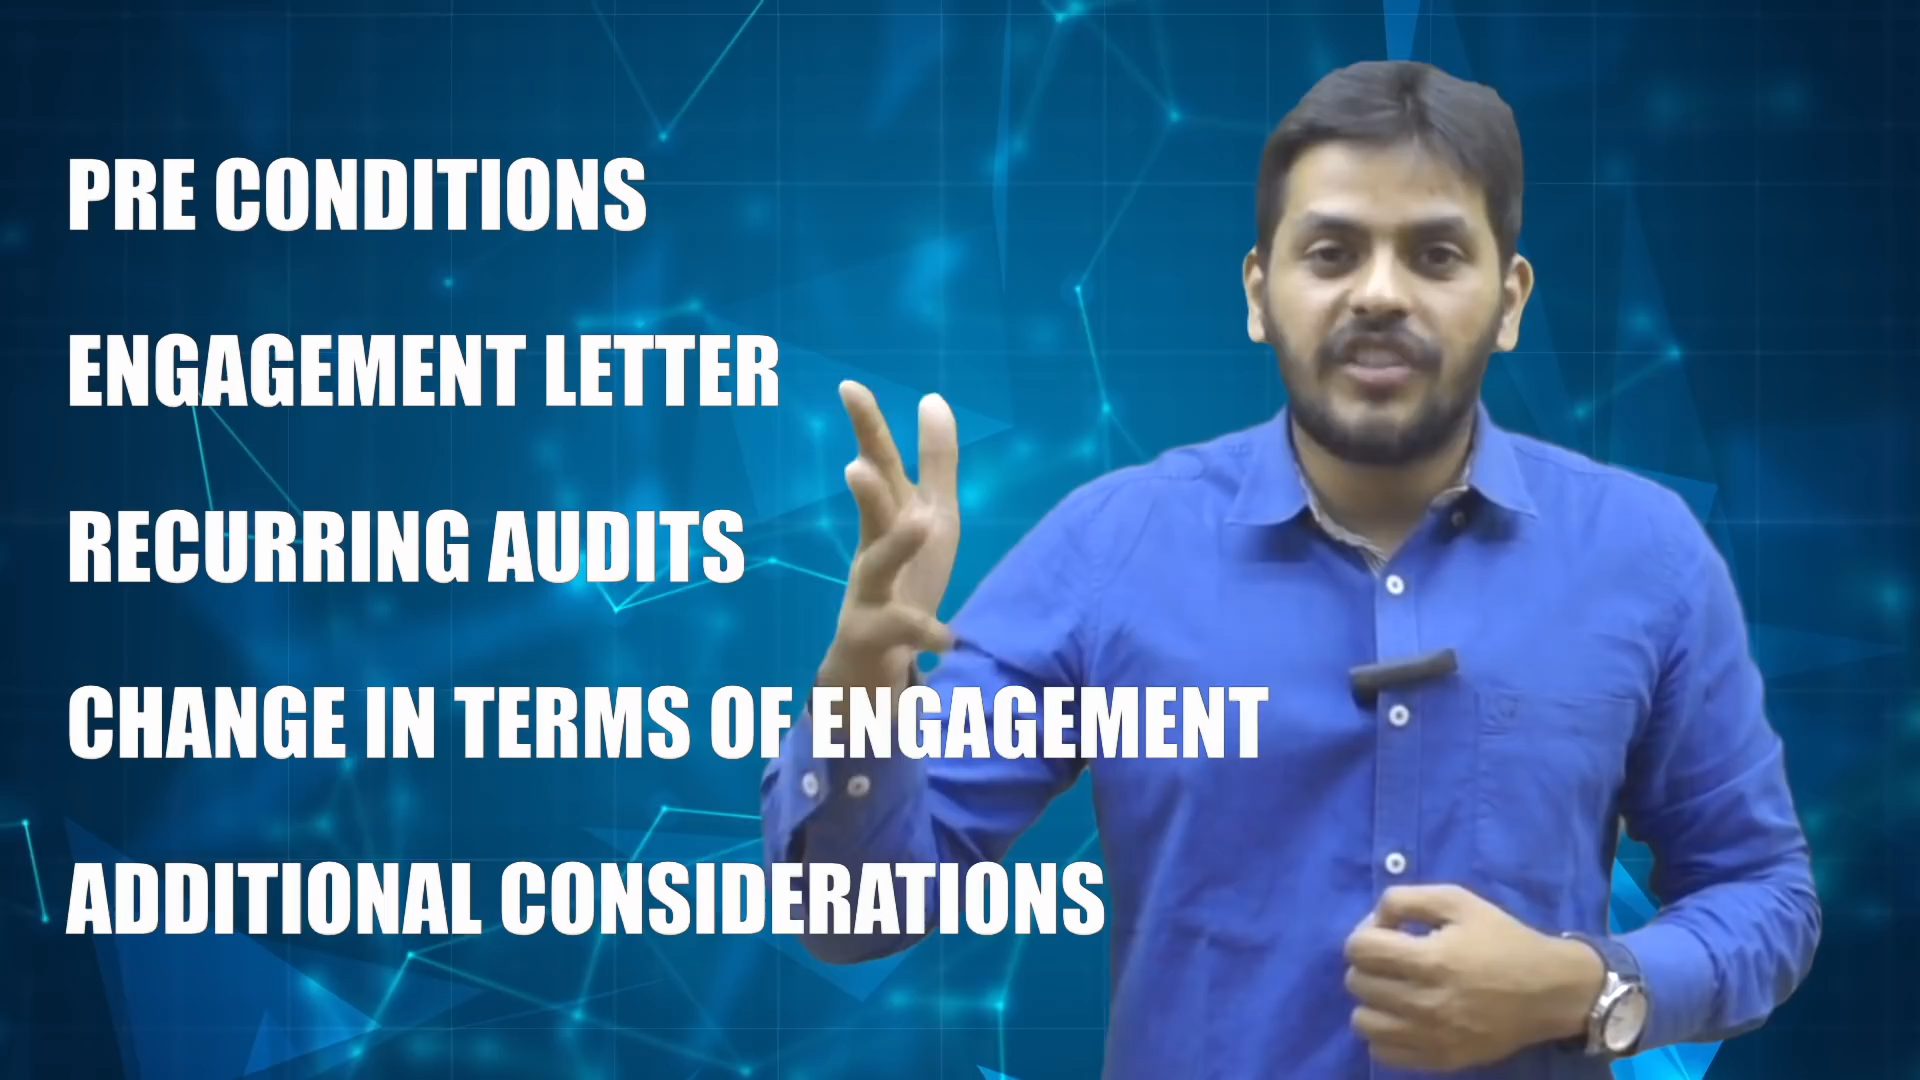 PRE CONDITIONS
ENGAGEMENT LETTER
RECURRING AUDITS
CHANGE IN TERMS OF ENGAGEMENT
ADDITIONAL CONSIDERATIONS